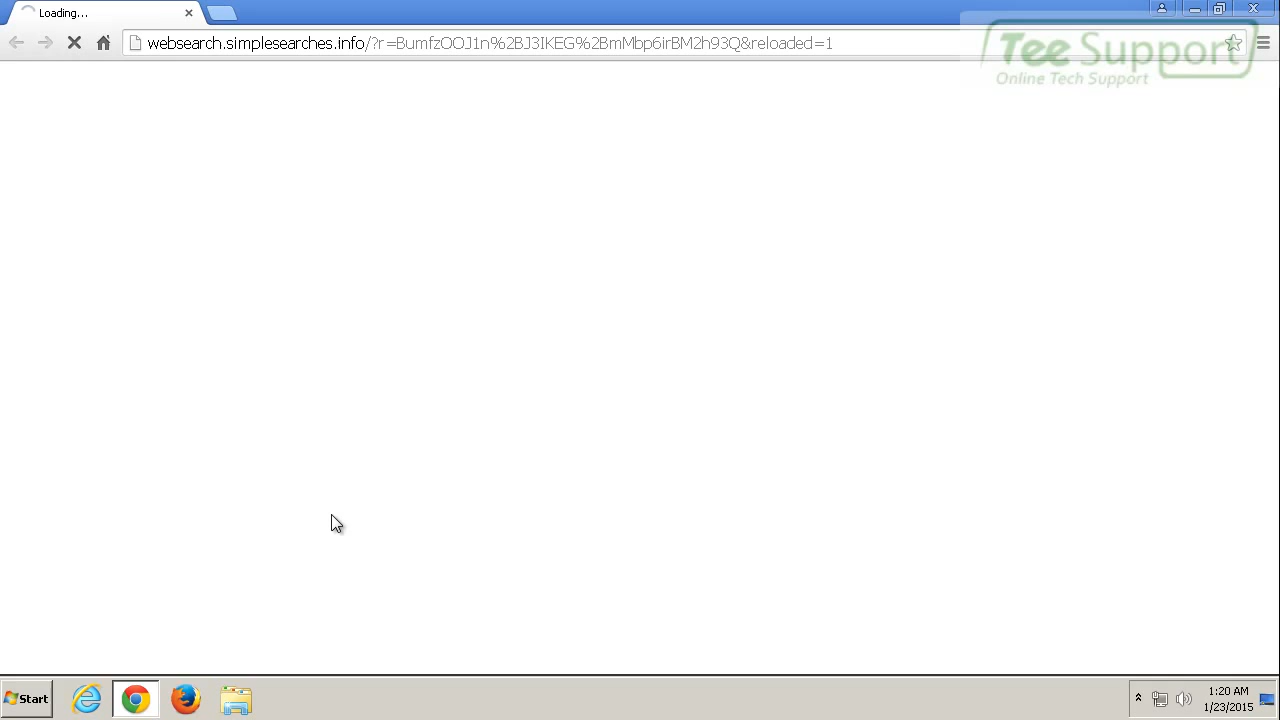 Loading...
websearch.simplesearches.info/?r=BumfzOOJ1n%2BJ3IKFC%2BmMbp6irBM2h93Q&reloaded=1
Tee Support
Online Tech Support
Start
1:20 AM
1/23/2015